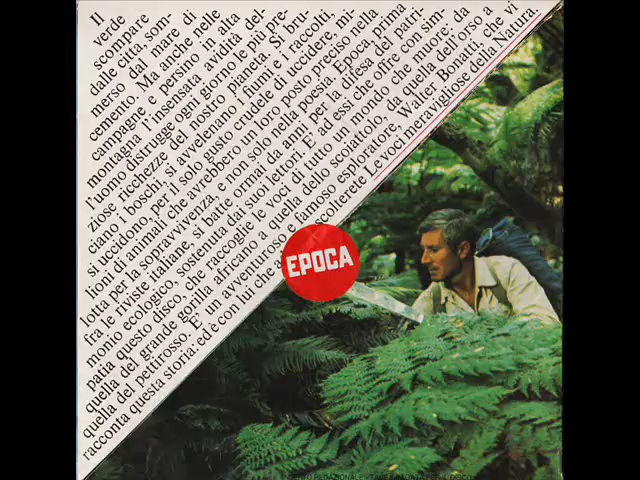 Il
verde
scompare
dalle città, som-
merso dal mare di
cemento. Ma anche nelle
campagne e persino in alta
montagna l'insensata avidità del-
l'uomo distrugge ogni giorno le più pre-
ziose ricchezze del nostro pianeta. Si bru-
ciano i boschi, si avvelenano i fiumi e i raccolti,
si uccidono, per il solo gusto crudele di uccidere, mi-
lioni di animali che avrebbero un loro posto preciso nella
lotta per la sopravvivenza, e non solo nella poesia. Epoca, prima
fra le riviste italiane, si batte ormai da anni per la difesa del patri-
monio ecologico, sostenuta dai suoi lettori. E' ad essi che offre con sim-
patia questo disco, che raccoglie le voci di tutto un mondo che muore: da
quella del grande gorilla africano a quella dello scoiattolo, da quella dell'orso a
quella del pettirosso. E' un avventuroso e famoso esploratore, Walter Bonatti, che vi
racconta questa storia: ed è con lui che ascolterete Le voci meravigliose della Natura.
EPOCA